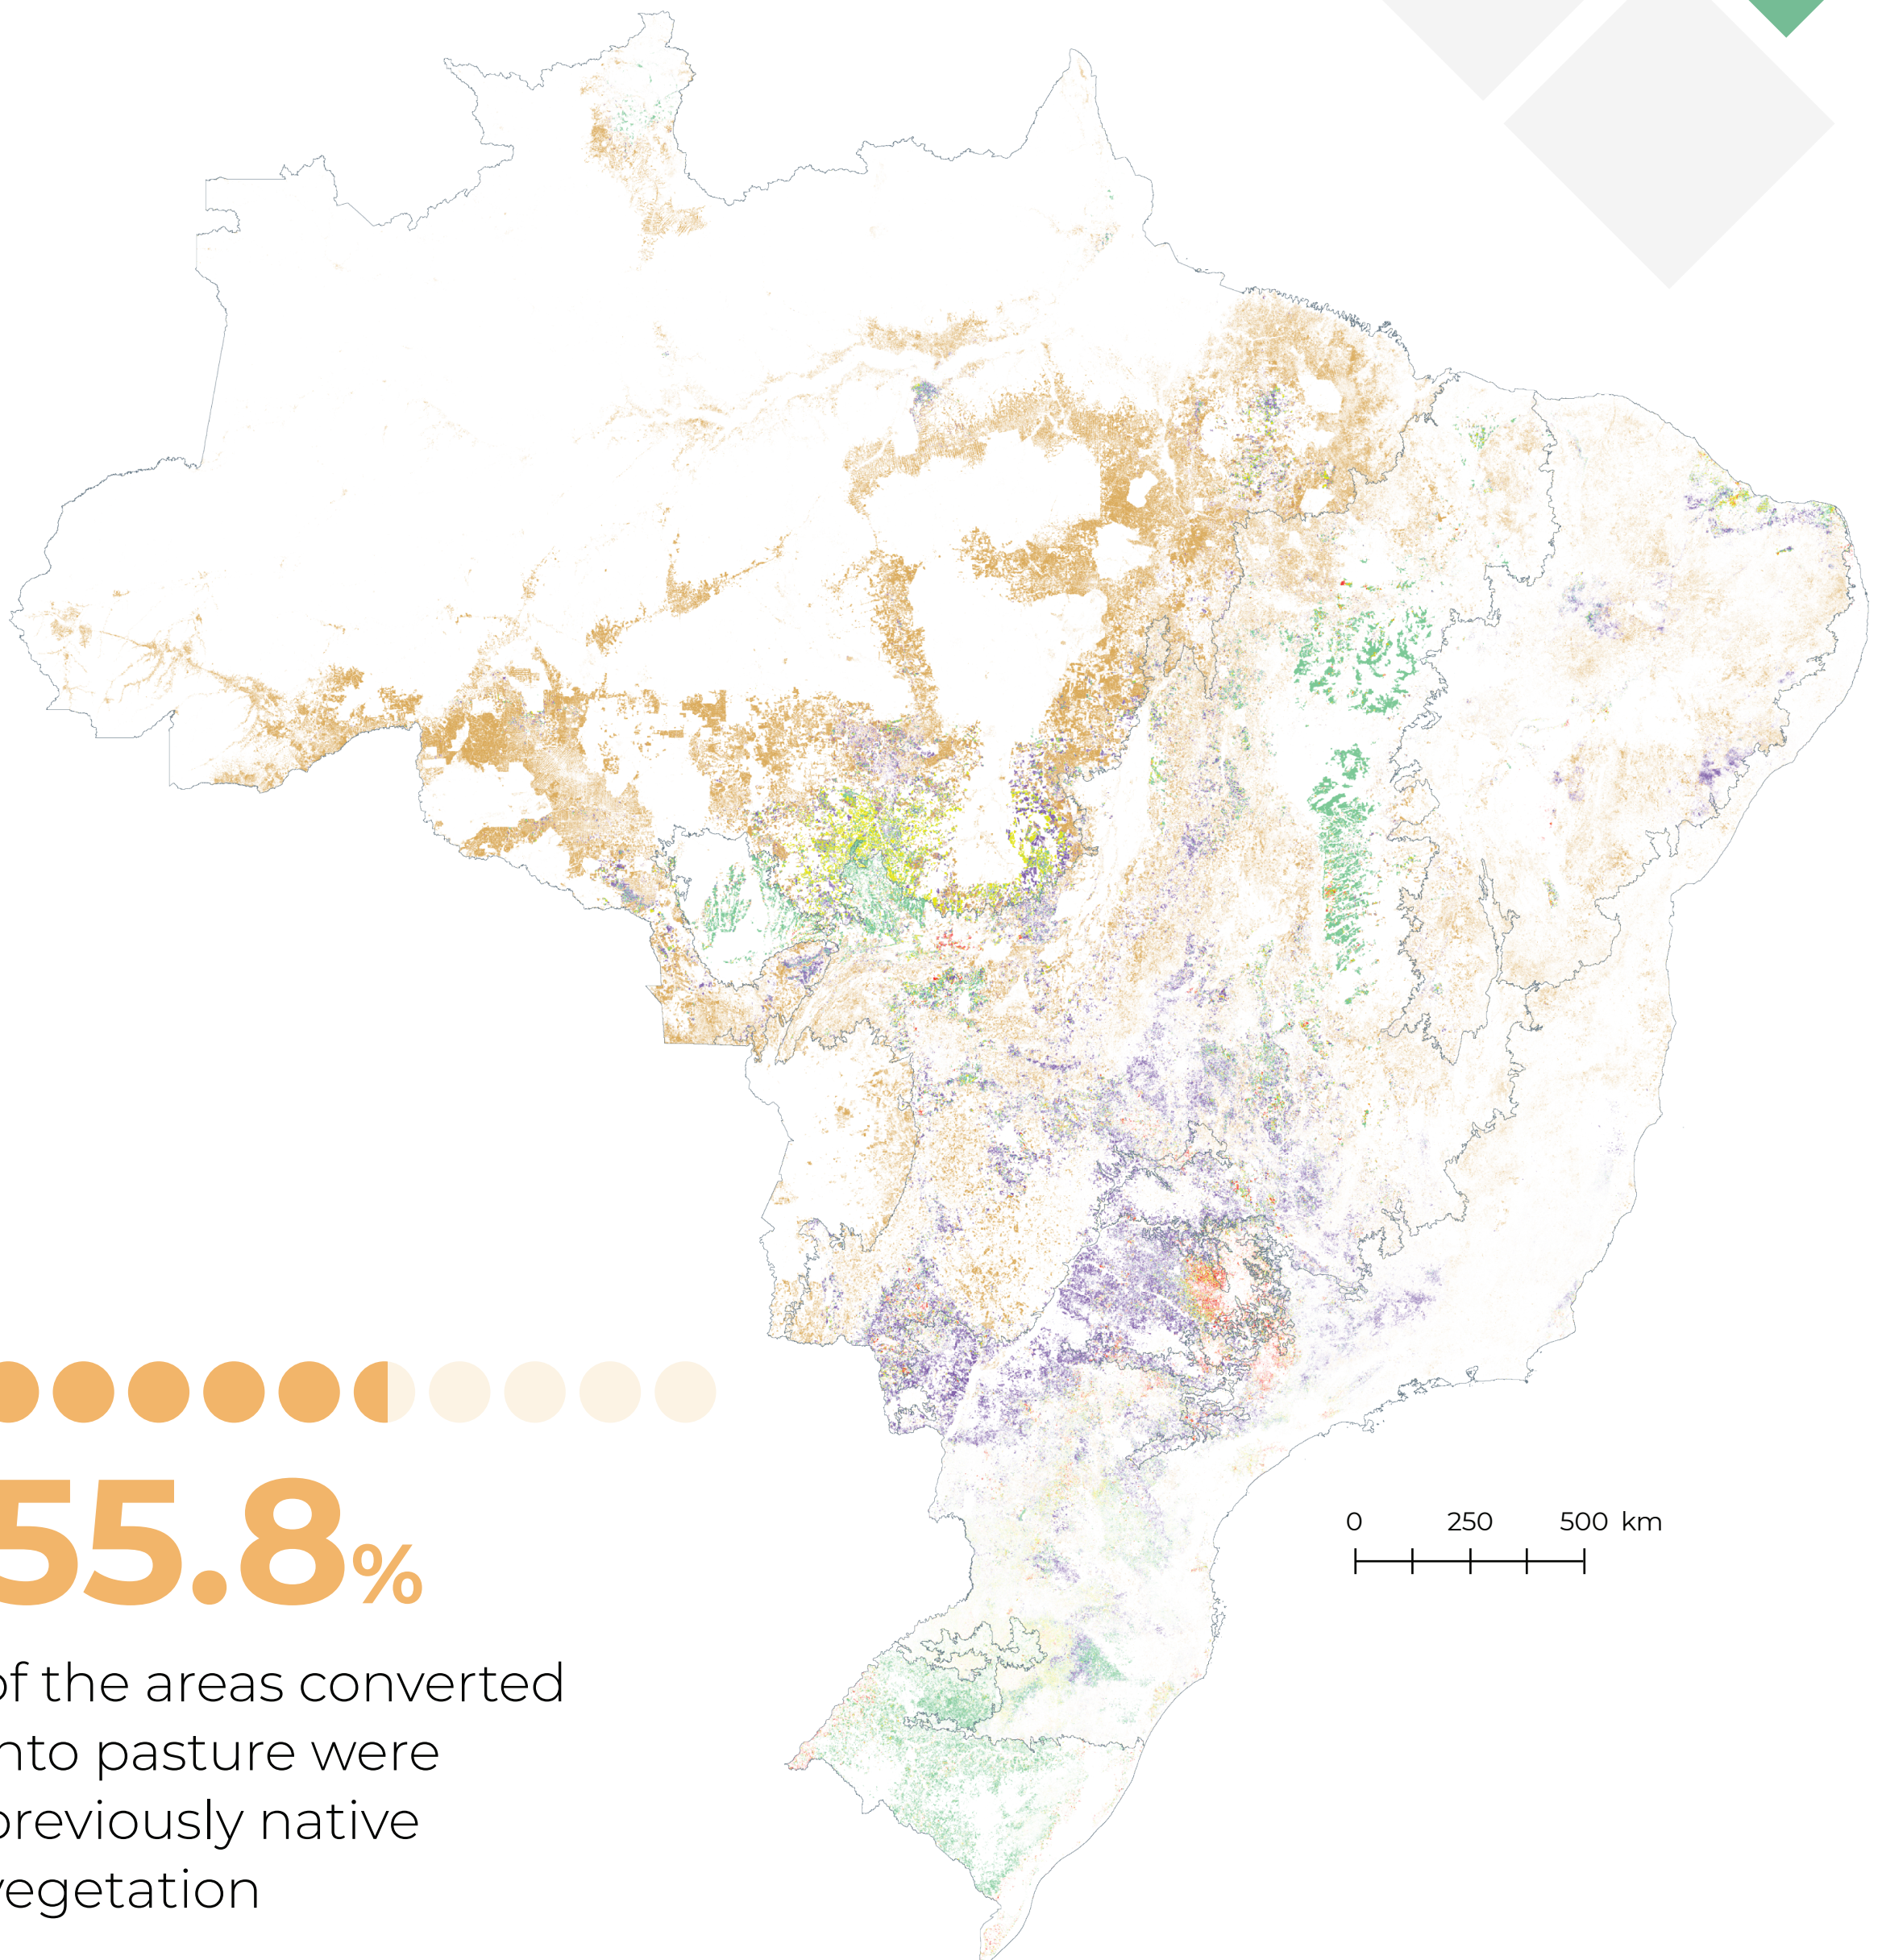 0 250 500 km
55.8%
of the areas converted
into pasture were
previously native
vegetation